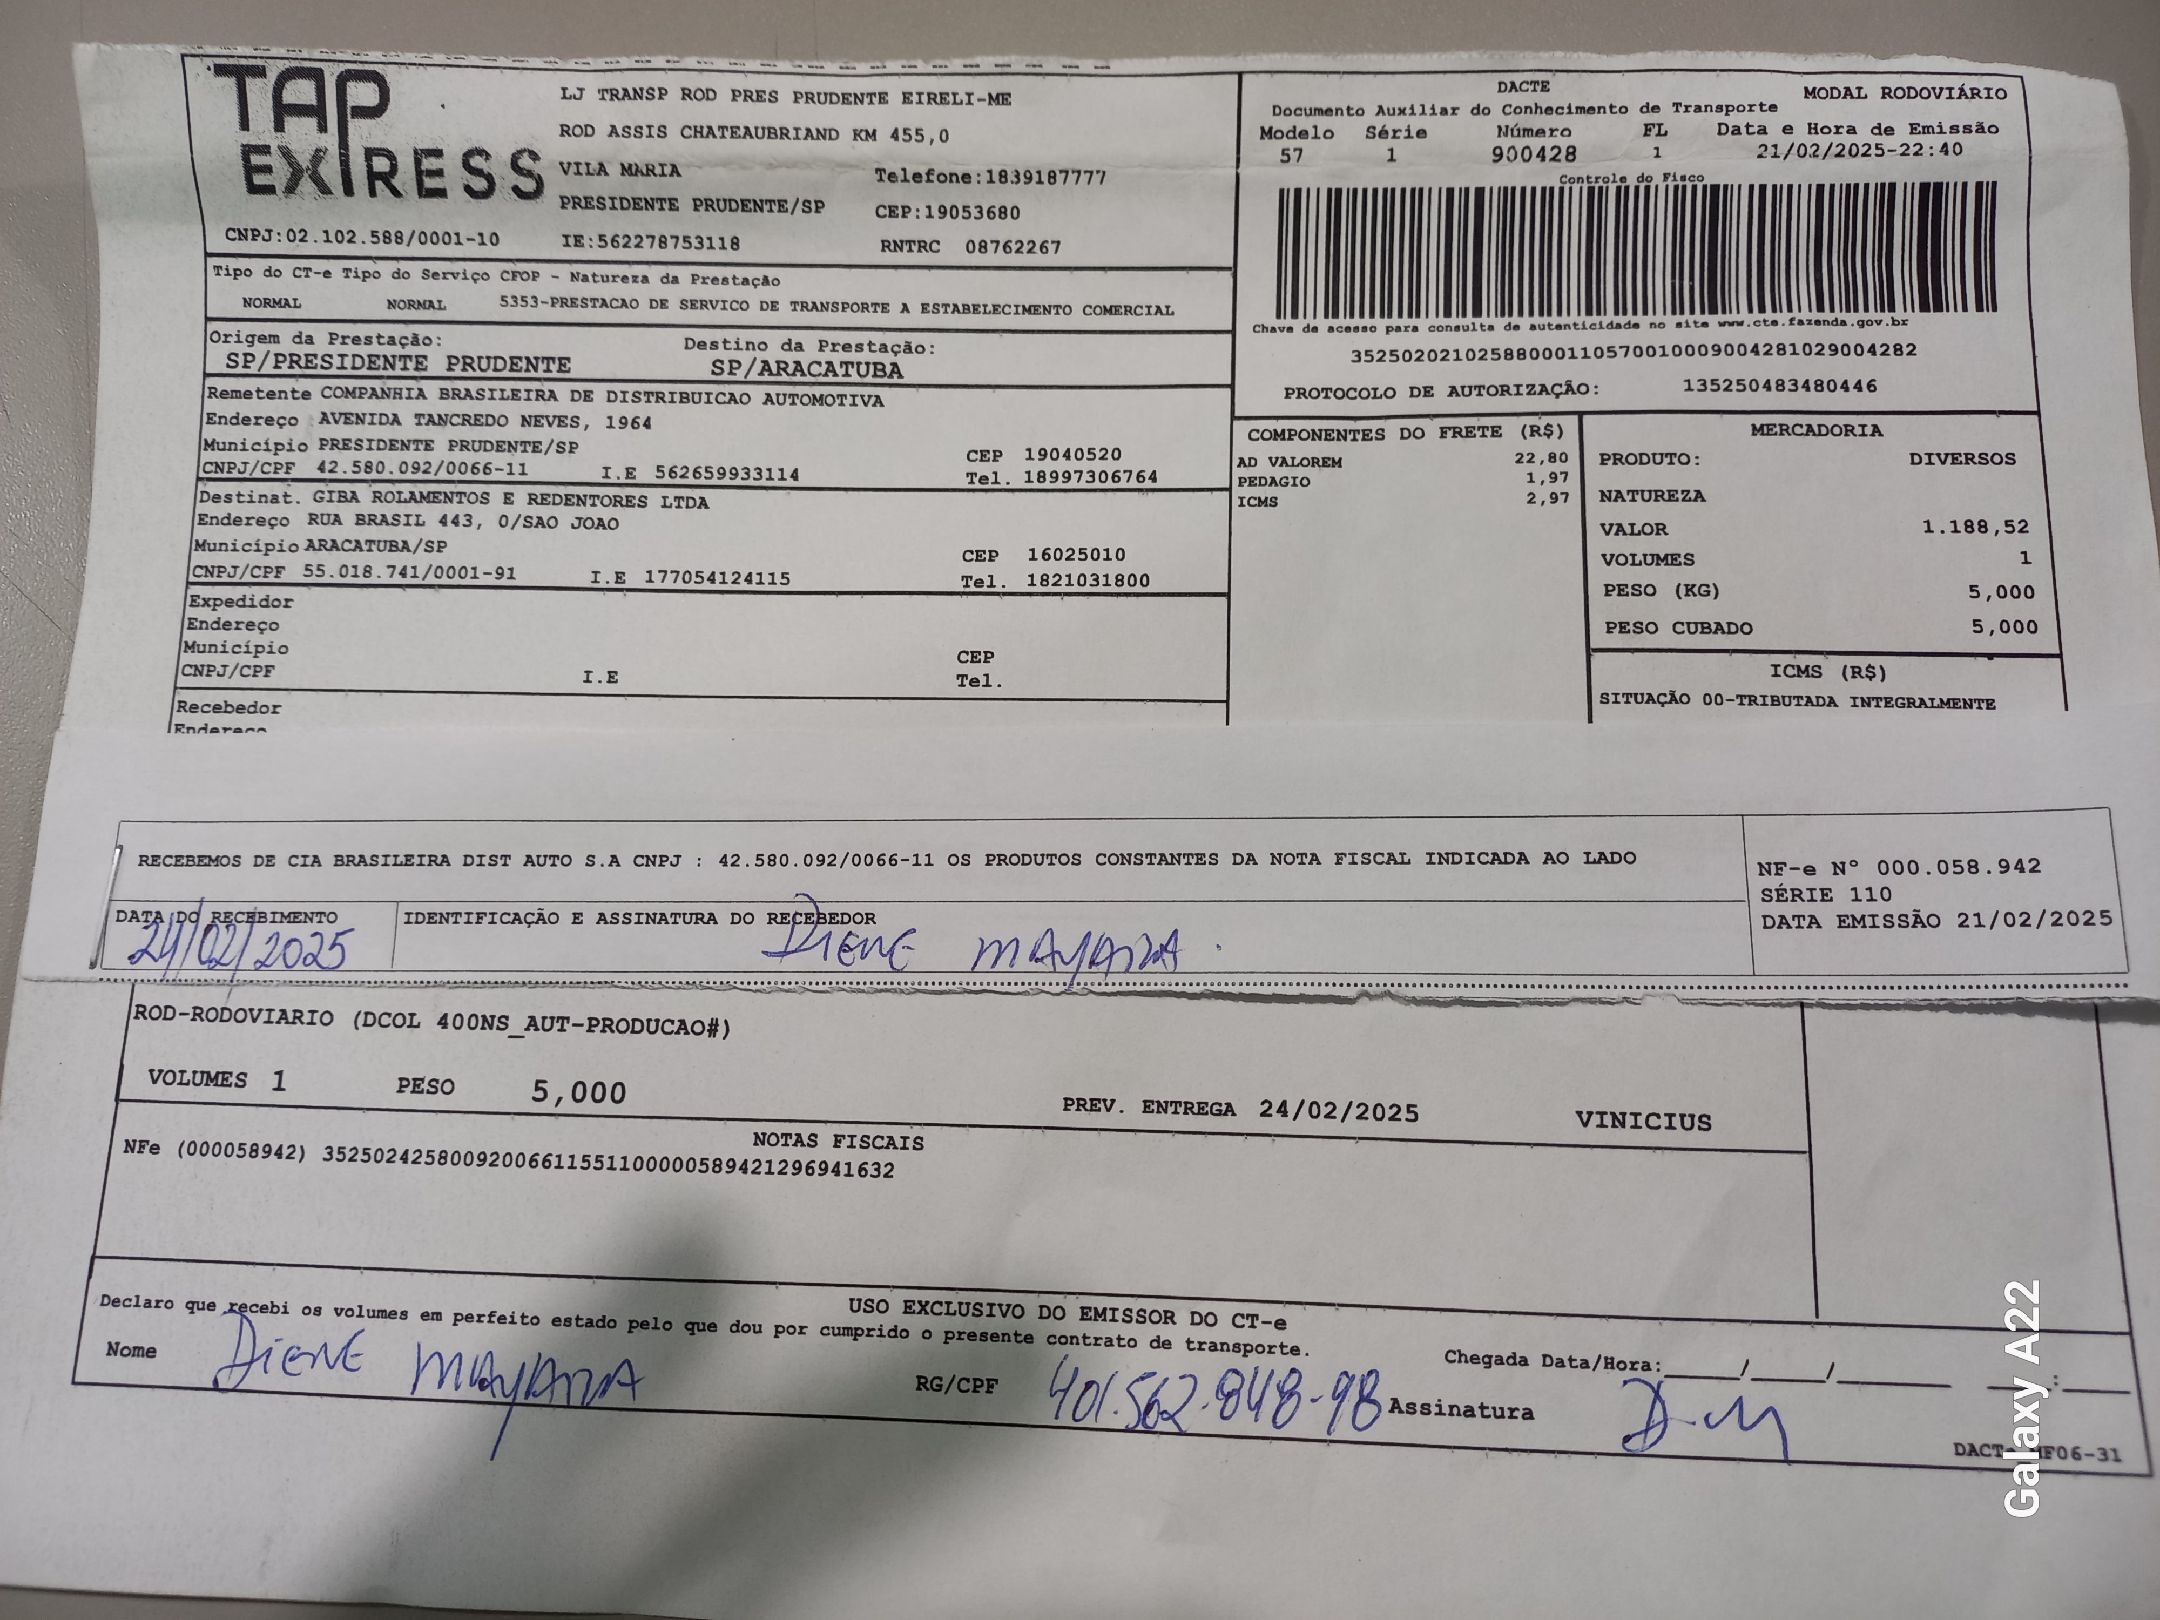 TAP
EXPRESS
LJ TRANSP ROD PRES PRUDENTE EIRELI-ME
ROD ASSIS CHATEAUBRIAND KM 455,0
VILA MARIA Telefone:1839187777
PRESIDENTE PRUDENTE/SP CEP:19053680
CNPJ:02.102.588/0001-10 IE:562278753118 RNTRC 08762267
DACTE MODAL RODOVIÁRIO
Documento Auxiliar do Conhecimento de Transporte
Modelo Série Número FL Data e Hora de Emissão
57 1 900428 1 21/02/2025-22:40
Controle do Fisco
Chave de acesso para consulta de autenticidade no site www.cte.fazenda.gov.br
35250202102588000110570010009004281029004282
PROTOCOLO DE AUTORIZAÇÃO: 135250483480446
Tipo do CT-e Tipo do Serviço CFOP - Natureza da Prestação
NORMAL NORMAL 5353-PRESTACAO DE SERVICO DE TRANSPORTE A ESTABELECIMENTO COMERCIAL
Origem da Prestação: Destino da Prestação:
SP/PRESIDENTE PRUDENTE SP/ARACATUBA
Remetente COMPANHIA BRASILEIRA DE DISTRIBUICAO AUTOMOTIVA
Endereço AVENIDA TANCREDO NEVES, 1964
Município PRESIDENTE PRUDENTE/SP CEP 19040520
CNPJ/CPF 42.580.092/0066-11 I.E 562659933114 Tel. 18997306764
Destinat. GIBA ROLAMENTOS E REDENTORES LTDA
Endereço RUA BRASIL 443, 0/SAO JOAO
Município ARACATUBA/SP CEP 16025010
CNPJ/CPF 55.018.741/0001-91 I.E 177054124115 Tel. 1821031800
Expedidor
Endereço
Município CEP
CNPJ/CPF I.E Tel.
Recebedor
Endereço
COMPONENTES DO FRETE (R$)
AD VALOREM 22,80
PEDAGIO 1,97
ICMS 2,97
MERCADORIA
PRODUTO: DIVERSOS
NATUREZA
VALOR 1.188,52
VOLUMES 1
PESO (KG) 5,000
PESO CUBADO 5,000
ICMS (R$)
SITUAÇÃO 00-TRIBUTADA INTEGRALMENTE
RECEBEMOS DE CIA BRASILEIRA DIST AUTO S.A CNPJ : 42.580.092/0066-11 OS PRODUTOS CONSTANTES DA NOTA FISCAL INDICADA AO LADO
NF-e Nº 000.058.942
SÉRIE 110
DATA EMISSÃO 21/02/2025
DATA DO RECEBIMENTO IDENTIFICAÇÃO E ASSINATURA DO RECEBEDOR
24/02/2025 DIENE MAYARA
ROD-RODOVIARIO (DCOL 400NS_AUT-PRODUCAO#)
VOLUMES 1 PESO 5,000 PREV. ENTREGA 24/02/2025 VINICIUS
NOTAS FISCAIS
NFe (000058942) 35250242580092006611551100000589421296941632
USO EXCLUSIVO DO EMISSOR DO CT-e
Declaro que recebi os volumes em perfeito estado pelo que dou por cumprido o presente contrato de transporte.
Chegada Data/Hora:____/____/______ __:____
Nome DIENE MAYARA RG/CPF 401.562.848-98 Assinatura D.M
Galaxy A22